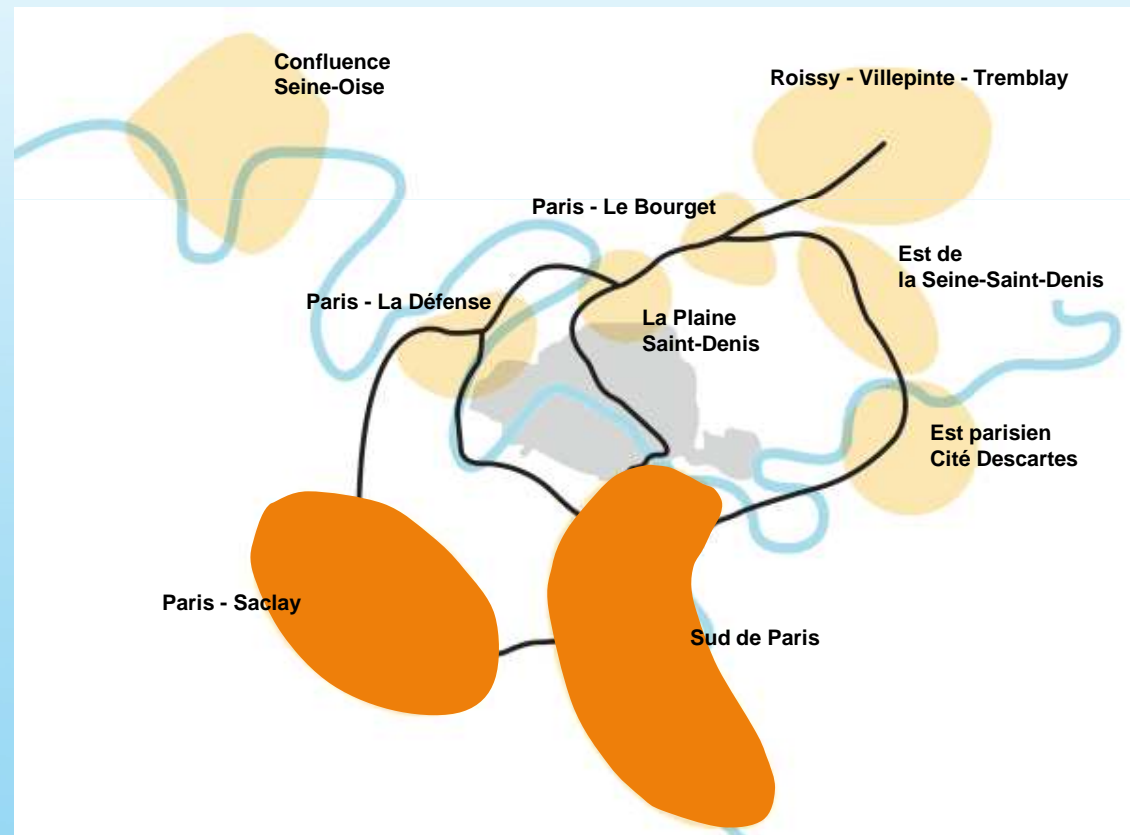 Confluence
Seine-Oise
Roissy - Villepinte - Tremblay
Paris - Le Bourget
Est de
la Seine-Saint-Denis
Paris - La Défense
La Plaine
Saint-Denis
Est parisien
Cité Descartes
Paris - Saclay
Sud de Paris